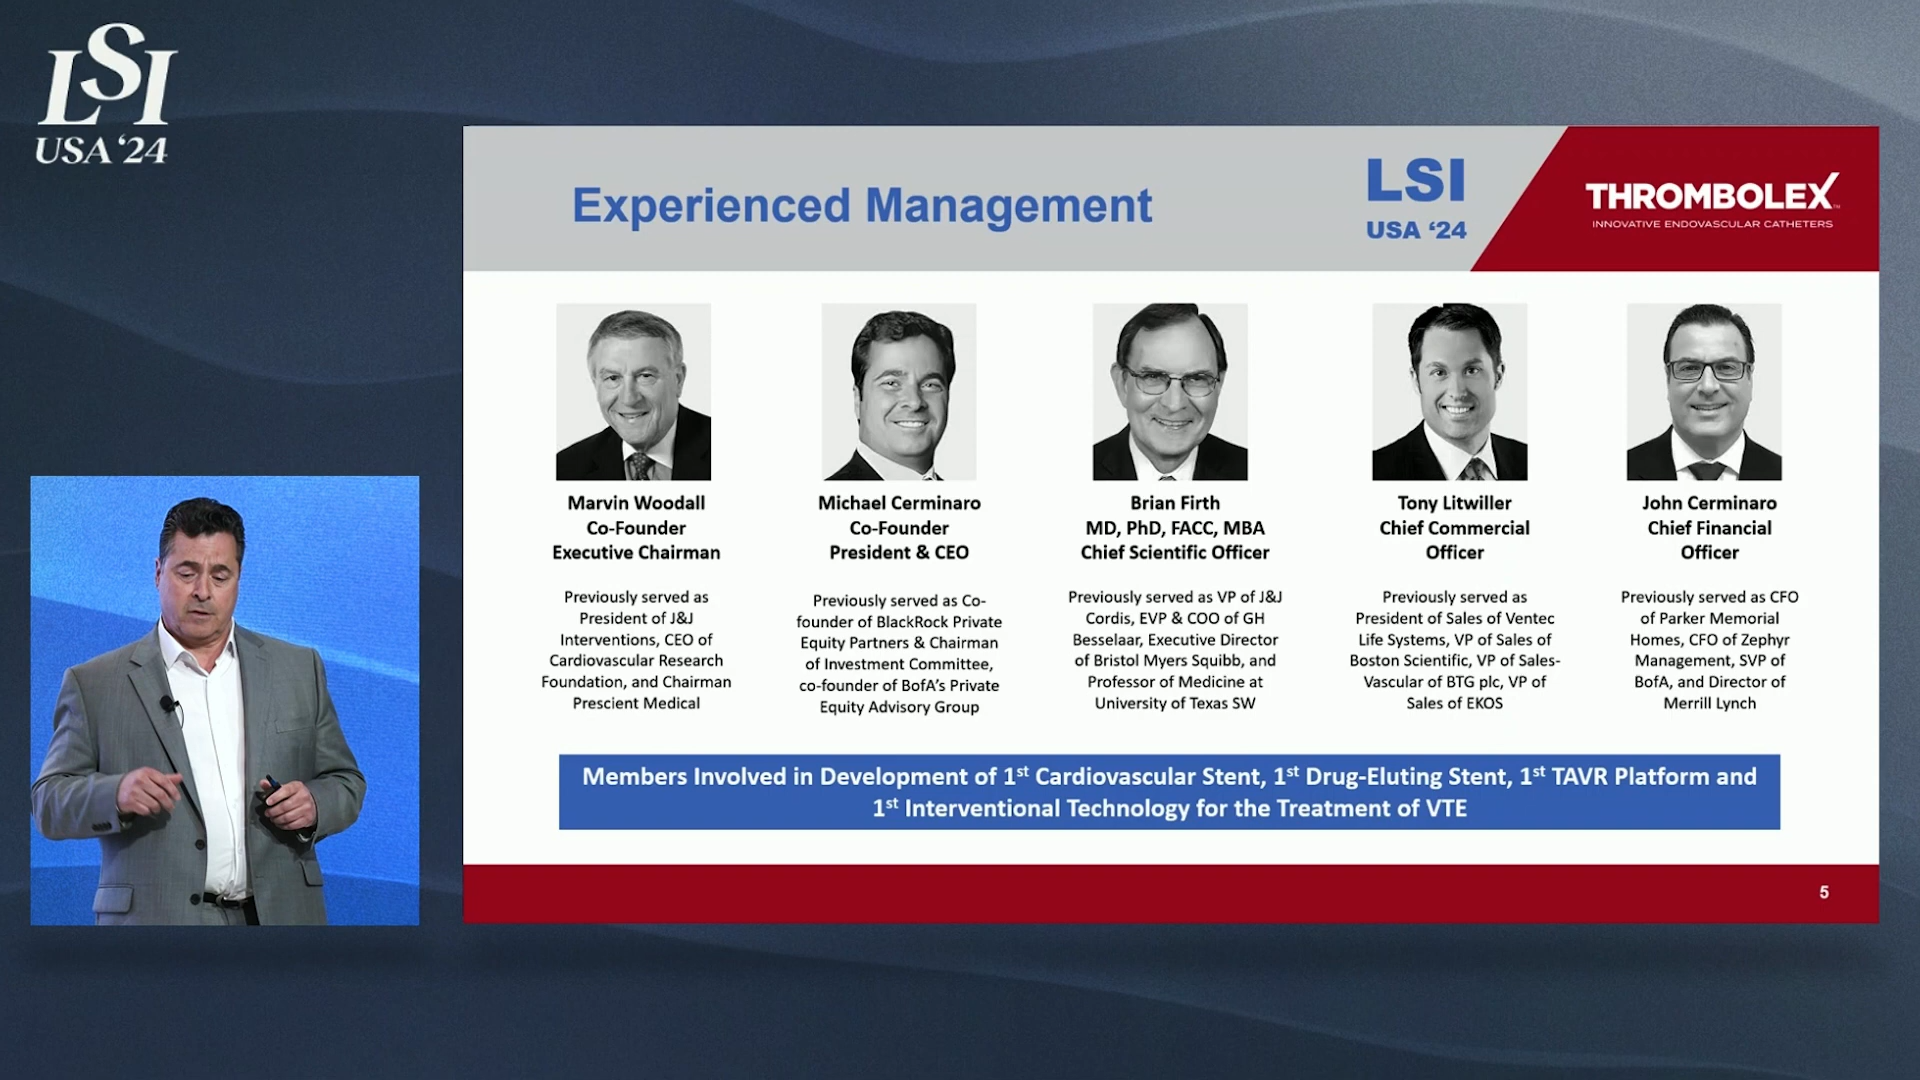 LSI
USA ‘24
Experienced Management
LSI
USA ‘24
THROMBOLEX™
INNOVATIVE ENDOVASCULAR CATHETERS
Marvin Woodall
Co-Founder
Executive Chairman
Previously served as
President of J&J
Interventions, CEO of
Cardiovascular Research
Foundation, and Chairman
Prescient Medical
Michael Cerminaro
Co-Founder
President & CEO
Previously served as Co-
founder of BlackRock Private
Equity Partners & Chairman
of Investment Committee,
co-founder of BofA’s Private
Equity Advisory Group
Brian Firth
MD, PhD, FACC, MBA
Chief Scientific Officer
Previously served as VP of J&J
Cordis, EVP & COO of GH
Besselaar, Executive Director
of Bristol Myers Squibb, and
Professor of Medicine at
University of Texas SW
Tony Litwiller
Chief Commercial
Officer
Previously served as
President of Sales of Ventec
Life Systems, VP of Sales of
Boston Scientific, VP of Sales-
Vascular of BTG plc, VP of
Sales of EKOS
John Cerminaro
Chief Financial
Officer
Previously served as CFO
of Parker Memorial
Homes, CFO of Zephyr
Management, SVP of
BofA, and Director of
Merrill Lynch
Members Involved in Development of 1st Cardiovascular Stent, 1st Drug-Eluting Stent, 1st TAVR Platform and
1st Interventional Technology for the Treatment of VTE
5